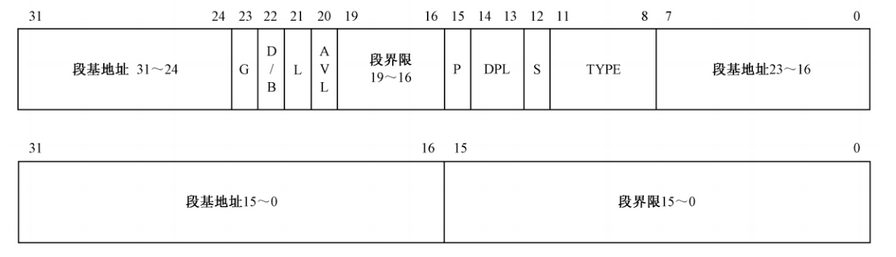 31 24 23 22 21 20 19 16 15 14 13 12 11 8 7 0
段基地址 31～24 G D/B L AVL 段界限 19～16 P DPL S TYPE 段基地址23～16
31 16 15 0
段基地址15～0 段界限15～0